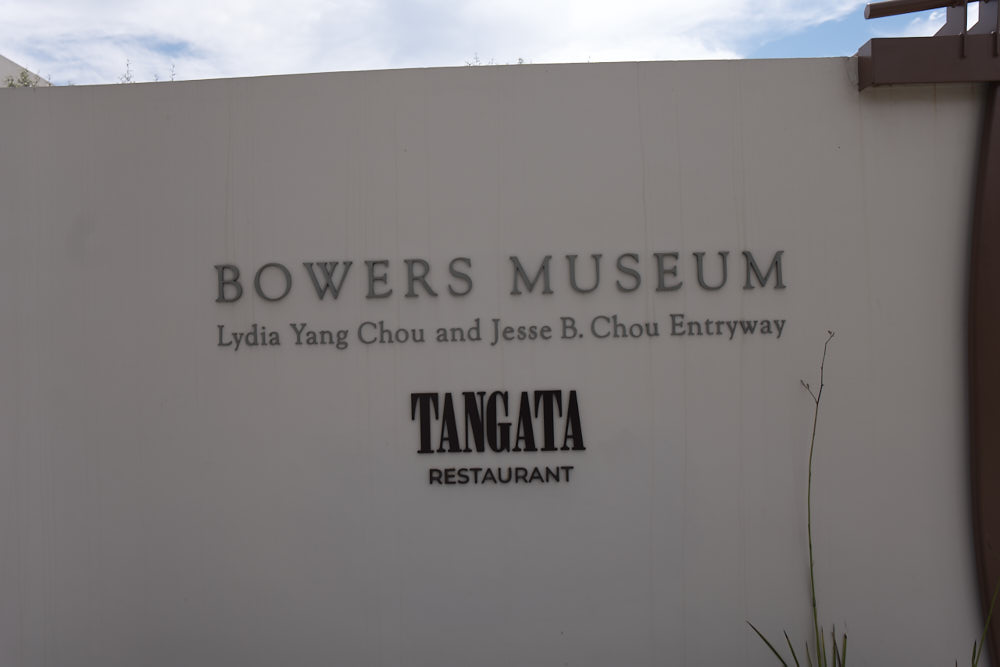 BOWERS MUSEUM
Lydia Yang Chou and Jesse B. Chou Entryway
TANGATA
RESTAURANT